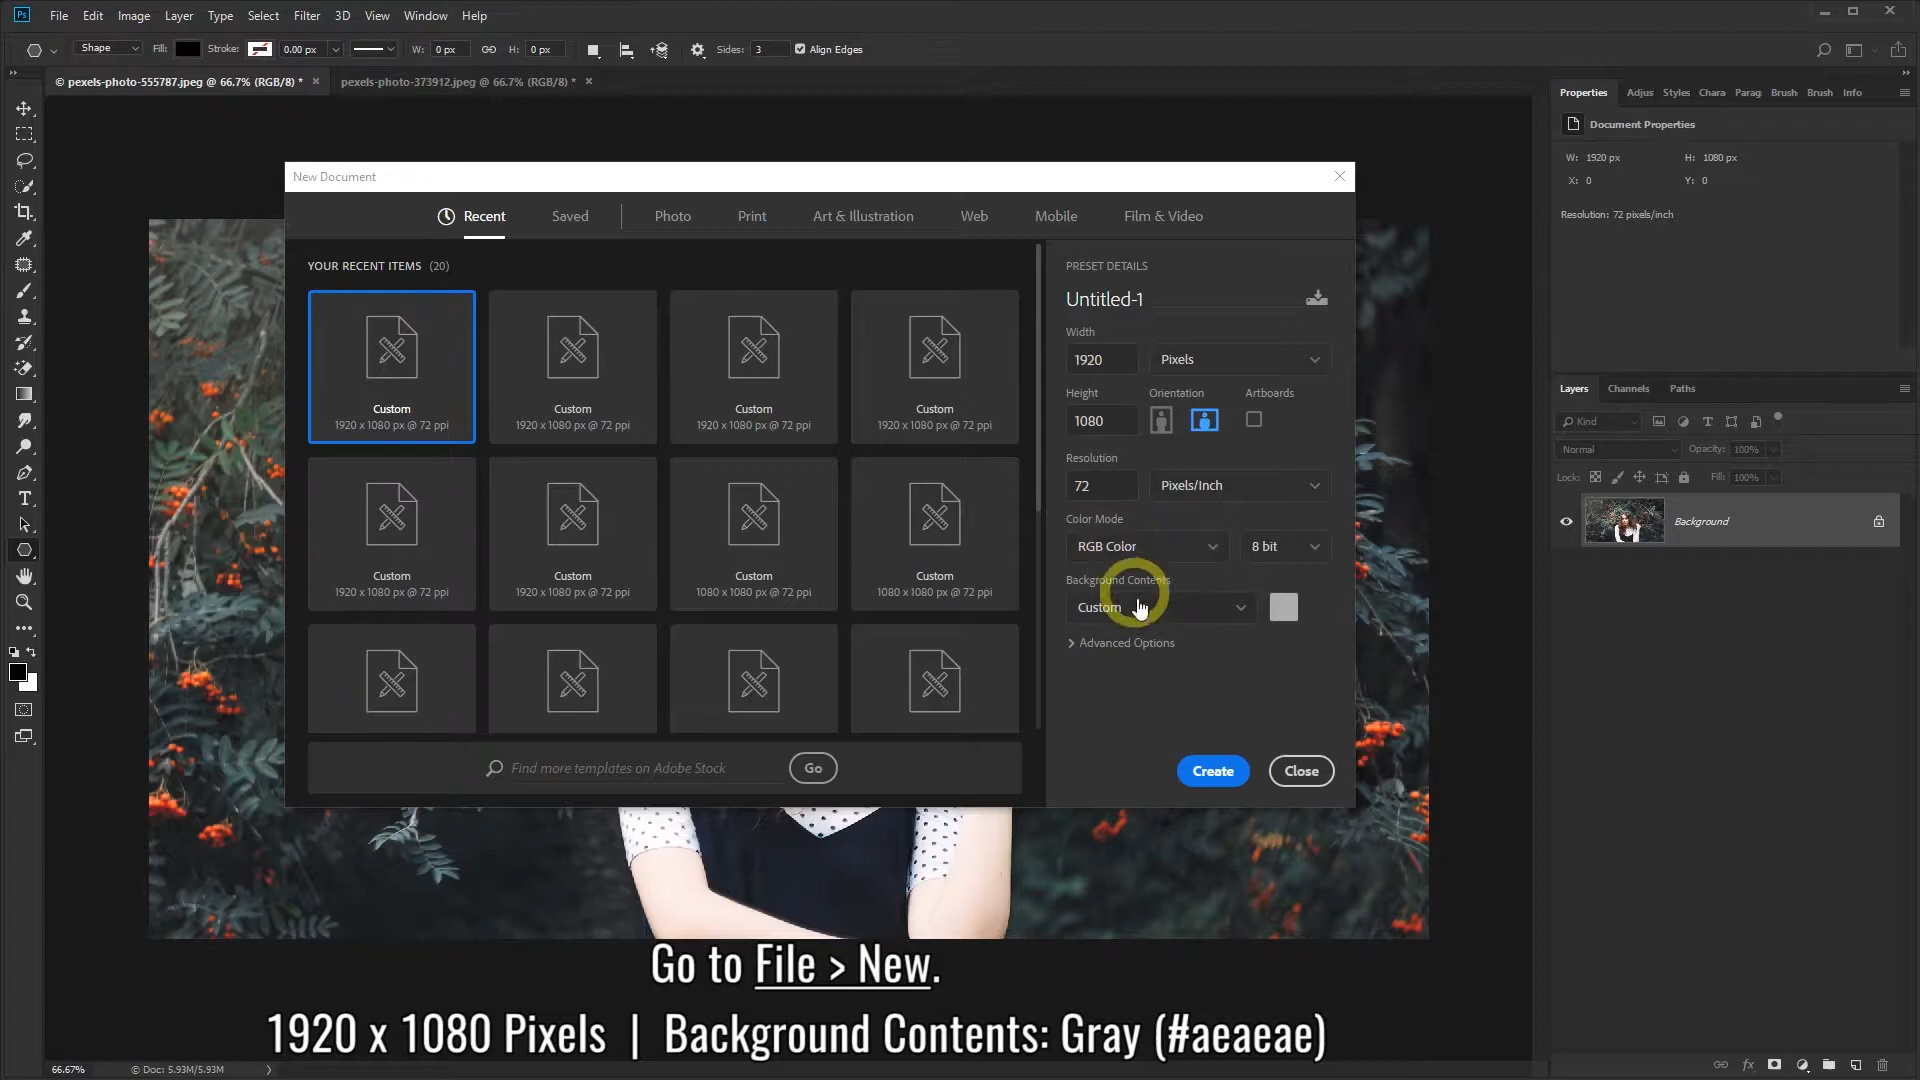 Ps File Edit Image Layer Type Select Filter 3D View Window Help
Shape Fill: Stroke: 0.00 px W: 0 px H: 0 px Sides: 3 Align Edges
© pexels-photo-555787.jpeg @ 66.7% (RGB/8) * × pexels-photo-373912.jpeg @ 66.7% (RGB/8) * ×
Properties Adjus Styles Chara Parag Brush Brush Info
Document Properties
W: 1920 px H: 1080 px
X: 0 Y: 0
Resolution: 72 pixels/inch
New Document
Recent Saved Photo Print Art & Illustration Web Mobile Film & Video
YOUR RECENT ITEMS (20)
Custom Custom Custom Custom
1920 x 1080 px @ 72 ppi 1920 x 1080 px @ 72 ppi 1920 x 1080 px @ 72 ppi 1920 x 1080 px @ 72 ppi
Custom Custom Custom Custom
1920 x 1080 px @ 72 ppi 1920 x 1080 px @ 72 ppi 1080 x 1080 px @ 72 ppi 1080 x 1080 px @ 72 ppi
Find more templates on Adobe Stock Go
PRESET DETAILS
Untitled-1
Width
1920 Pixels
Height Orientation Artboards
1080
Resolution
72 Pixels/Inch
Color Mode
RGB Color 8 bit
Background Contents
Custom
Advanced Options
Create Close
Layers Channels Paths
Kind
Normal Opacity: 100%
Lock: Fill: 100%
Background
Go to File > New.
1920 x 1080 Pixels | Background Contents: Gray (#aeaeae)
66.67% © Doc: 5.93M/5.93M
fx